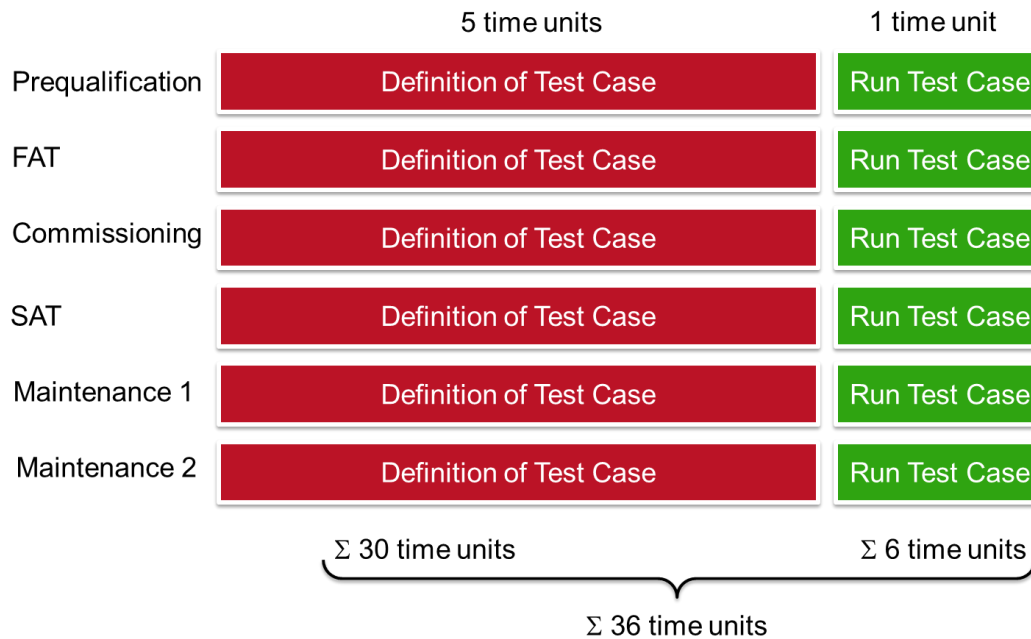 5 time units 1 time unit
Prequalification Definition of Test Case Run Test Case
FAT Definition of Test Case Run Test Case
Commissioning Definition of Test Case Run Test Case
SAT Definition of Test Case Run Test Case
Maintenance 1 Definition of Test Case Run Test Case
Maintenance 2 Definition of Test Case Run Test Case
Σ 30 time units Σ 6 time units
Σ 36 time units